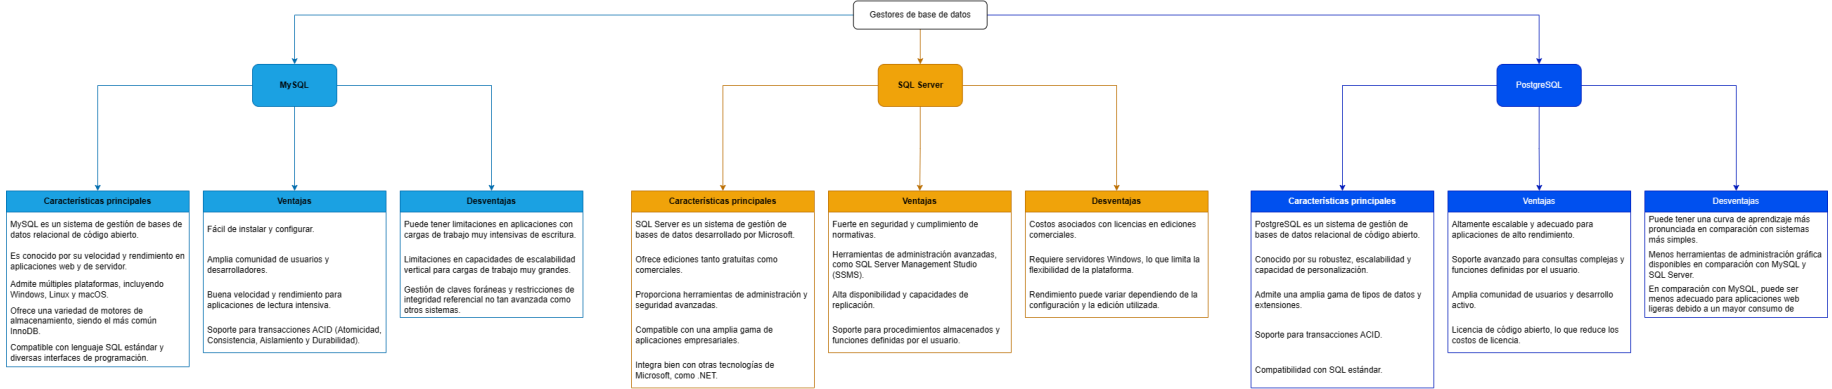 Gestores de base de datos
MySQL
SQL Server
PostgreSQL
Características principales
MySQL es un sistema de gestión de bases de
datos relacional de código abierto.
Es conocido por su velocidad y rendimiento en
aplicaciones web y de servidor.
Admite múltiples plataformas, incluyendo
Windows, Linux y macOS.
Ofrece una variedad de motores de
almacenamiento, siendo el más común
InnoDB.
Compatible con lenguaje SQL estándar y
diversas interfaces de programación.
Ventajas
Fácil de instalar y configurar.
Amplia comunidad de usuarios y
desarrolladores.
Buena velocidad y rendimiento para
aplicaciones de lectura intensiva.
Soporte para transacciones ACID (Atomicidad,
Consistencia, Aislamiento y Durabilidad).
Desventajas
Puede tener limitaciones en aplicaciones con
cargas de trabajo muy intensivas de escritura.
Limitaciones en capacidades de escalabilidad
vertical para cargas de trabajo muy grandes.
Gestión de claves foráneas y restricciones de
integridad referencial no tan avanzada como
otros sistemas.
Características principales
SQL Server es un sistema de gestión de
bases de datos desarrollado por Microsoft.
Ofrece ediciones tanto gratuitas como
comerciales.
Proporciona herramientas de administración y
seguridad avanzadas.
Compatible con una amplia gama de
aplicaciones empresariales.
Integra bien con otras tecnologías de
Microsoft, como .NET.
Ventajas
Fuerte en seguridad y cumplimiento de
normativas.
Herramientas de administración avanzadas,
como SQL Server Management Studio
(SSMS).
Alta disponibilidad y capacidades de
replicación.
Soporte para procedimientos almacenados y
funciones definidas por el usuario.
Desventajas
Costos asociados con licencias en ediciones
comerciales.
Requiere servidores Windows, lo que limita la
flexibilidad de la plataforma.
Rendimiento puede variar dependiendo de la
configuración y la edición utilizada.
Características principales
PostgreSQL es un sistema de gestión de
bases de datos relacional de código abierto.
Conocido por su robustez, escalabilidad y
capacidad de personalización.
Admite una amplia gama de tipos de datos y
extensiones.
Soporte para transacciones ACID.
Compatibilidad con SQL estándar.
Ventajas
Altamente escalable y adecuado para
aplicaciones de alto rendimiento.
Soporte avanzado para consultas complejas y
funciones definidas por el usuario.
Amplia comunidad de usuarios y desarrollo
activo.
Licencia de código abierto, lo que reduce los
costos de licencia.
Desventajas
Puede tener una curva de aprendizaje más
pronunciada en comparación con sistemas
más simples.
Menos herramientas de administración gráfica
disponibles en comparación con MySQL y
SQL Server.
En comparación con MySQL, puede ser
menos adecuado para aplicaciones web
ligeras debido a un mayor consumo de